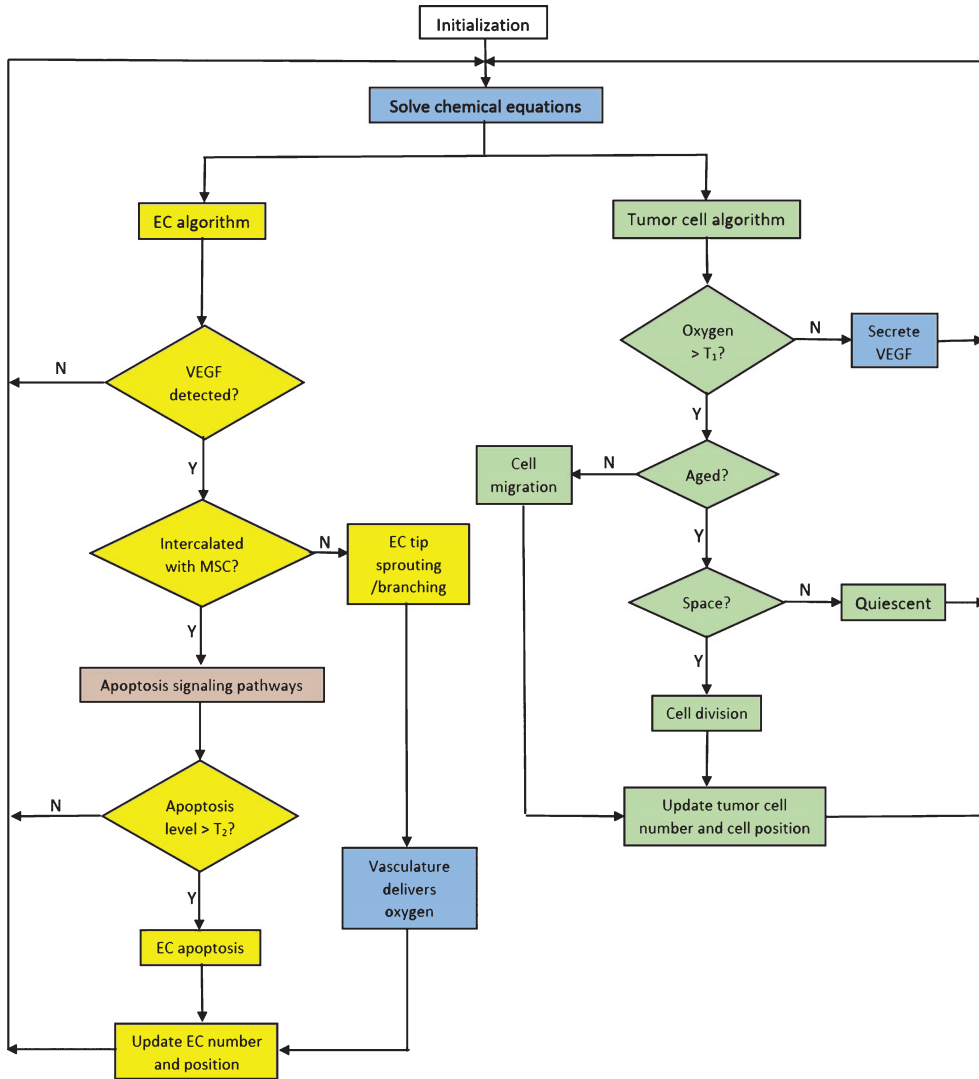 Initialization
Solve chemical equations
EC algorithm
VEGF
detected?
N
Y
Intercalated
with MSC?
N
EC tip
sprouting
/branching
Y
Apoptosis signaling pathways
Apoptosis
level > T₂?
N
Y
Vasculature
delivers
oxygen
EC apoptosis
Update EC number
and position
Tumor cell algorithm
Oxygen
> T₁?
N
Secrete
VEGF
Y
Aged?
N
Cell
migration
Y
Space?
N
Quiescent
Y
Cell division
Update tumor cell
number and cell position